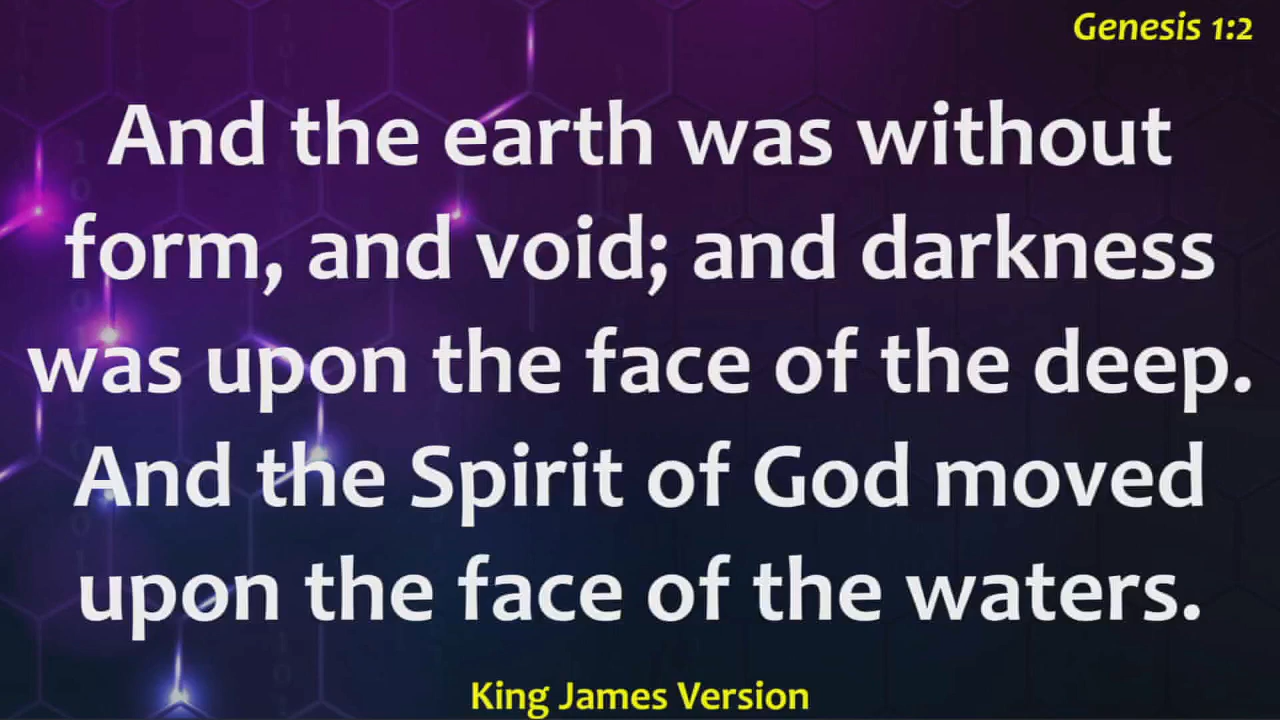 Genesis 1:2
And the earth was without
form, and void; and darkness
was upon the face of the deep.
And the Spirit of God moved
upon the face of the waters.
King James Version